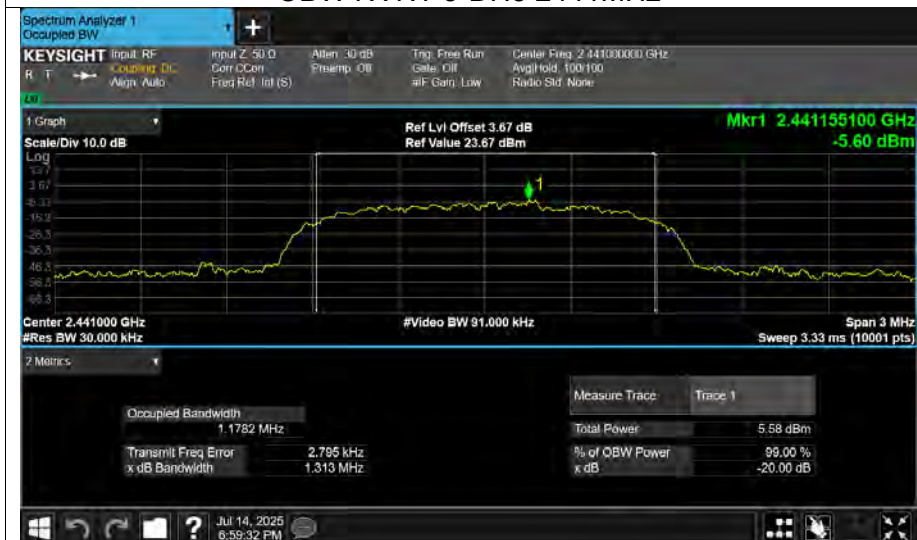 Spectrum Analyzer 1
Occupied BW
+
KEYSIGHT Input: RF Input Z: 50 Ω Atten: 30 dB Trig: Free Run Center Freq: 2.441000000 GHz
R T Coupling: DC Corr CCorr Preamp: Off Gate: Off Avg|Hold: 100/100
Align: Auto Freq Ref: Int (S) #IF Gain: Low Radio Std: None
1 Graph
Ref Lvl Offset 3.67 dB Mkr1 2.441155100 GHz
Scale/Div 10.0 dB Ref Value 23.67 dBm -5.60 dBm
Log
13.7
3.67
-6.33
-16.3
-26.3
-36.3
-46.3
-56.3
-66.3
1
Center 2.441000 GHz #Video BW 91.000 kHz Span 3 MHz
#Res BW 30.000 kHz Sweep 3.33 ms (10001 pts)
2 Metrics
Measure Trace Trace 1
Occupied Bandwidth
1.1782 MHz Total Power 5.58 dBm
Transmit Freq Error 2.795 kHz % of OBW Power 99.00 %
x dB Bandwidth 1.313 MHz x dB -20.00 dB
? Jul 14, 2025
6:59:32 PM